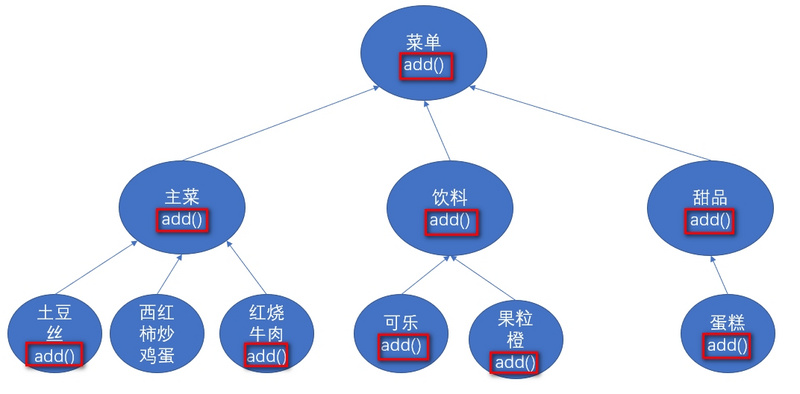 菜单
add()
主菜
add()
饮料
add()
甜品
add()
土豆
丝
add()
西红
柿炒
鸡蛋
红烧
牛肉
add()
可乐
add()
果粒
橙
add()
蛋糕
add()